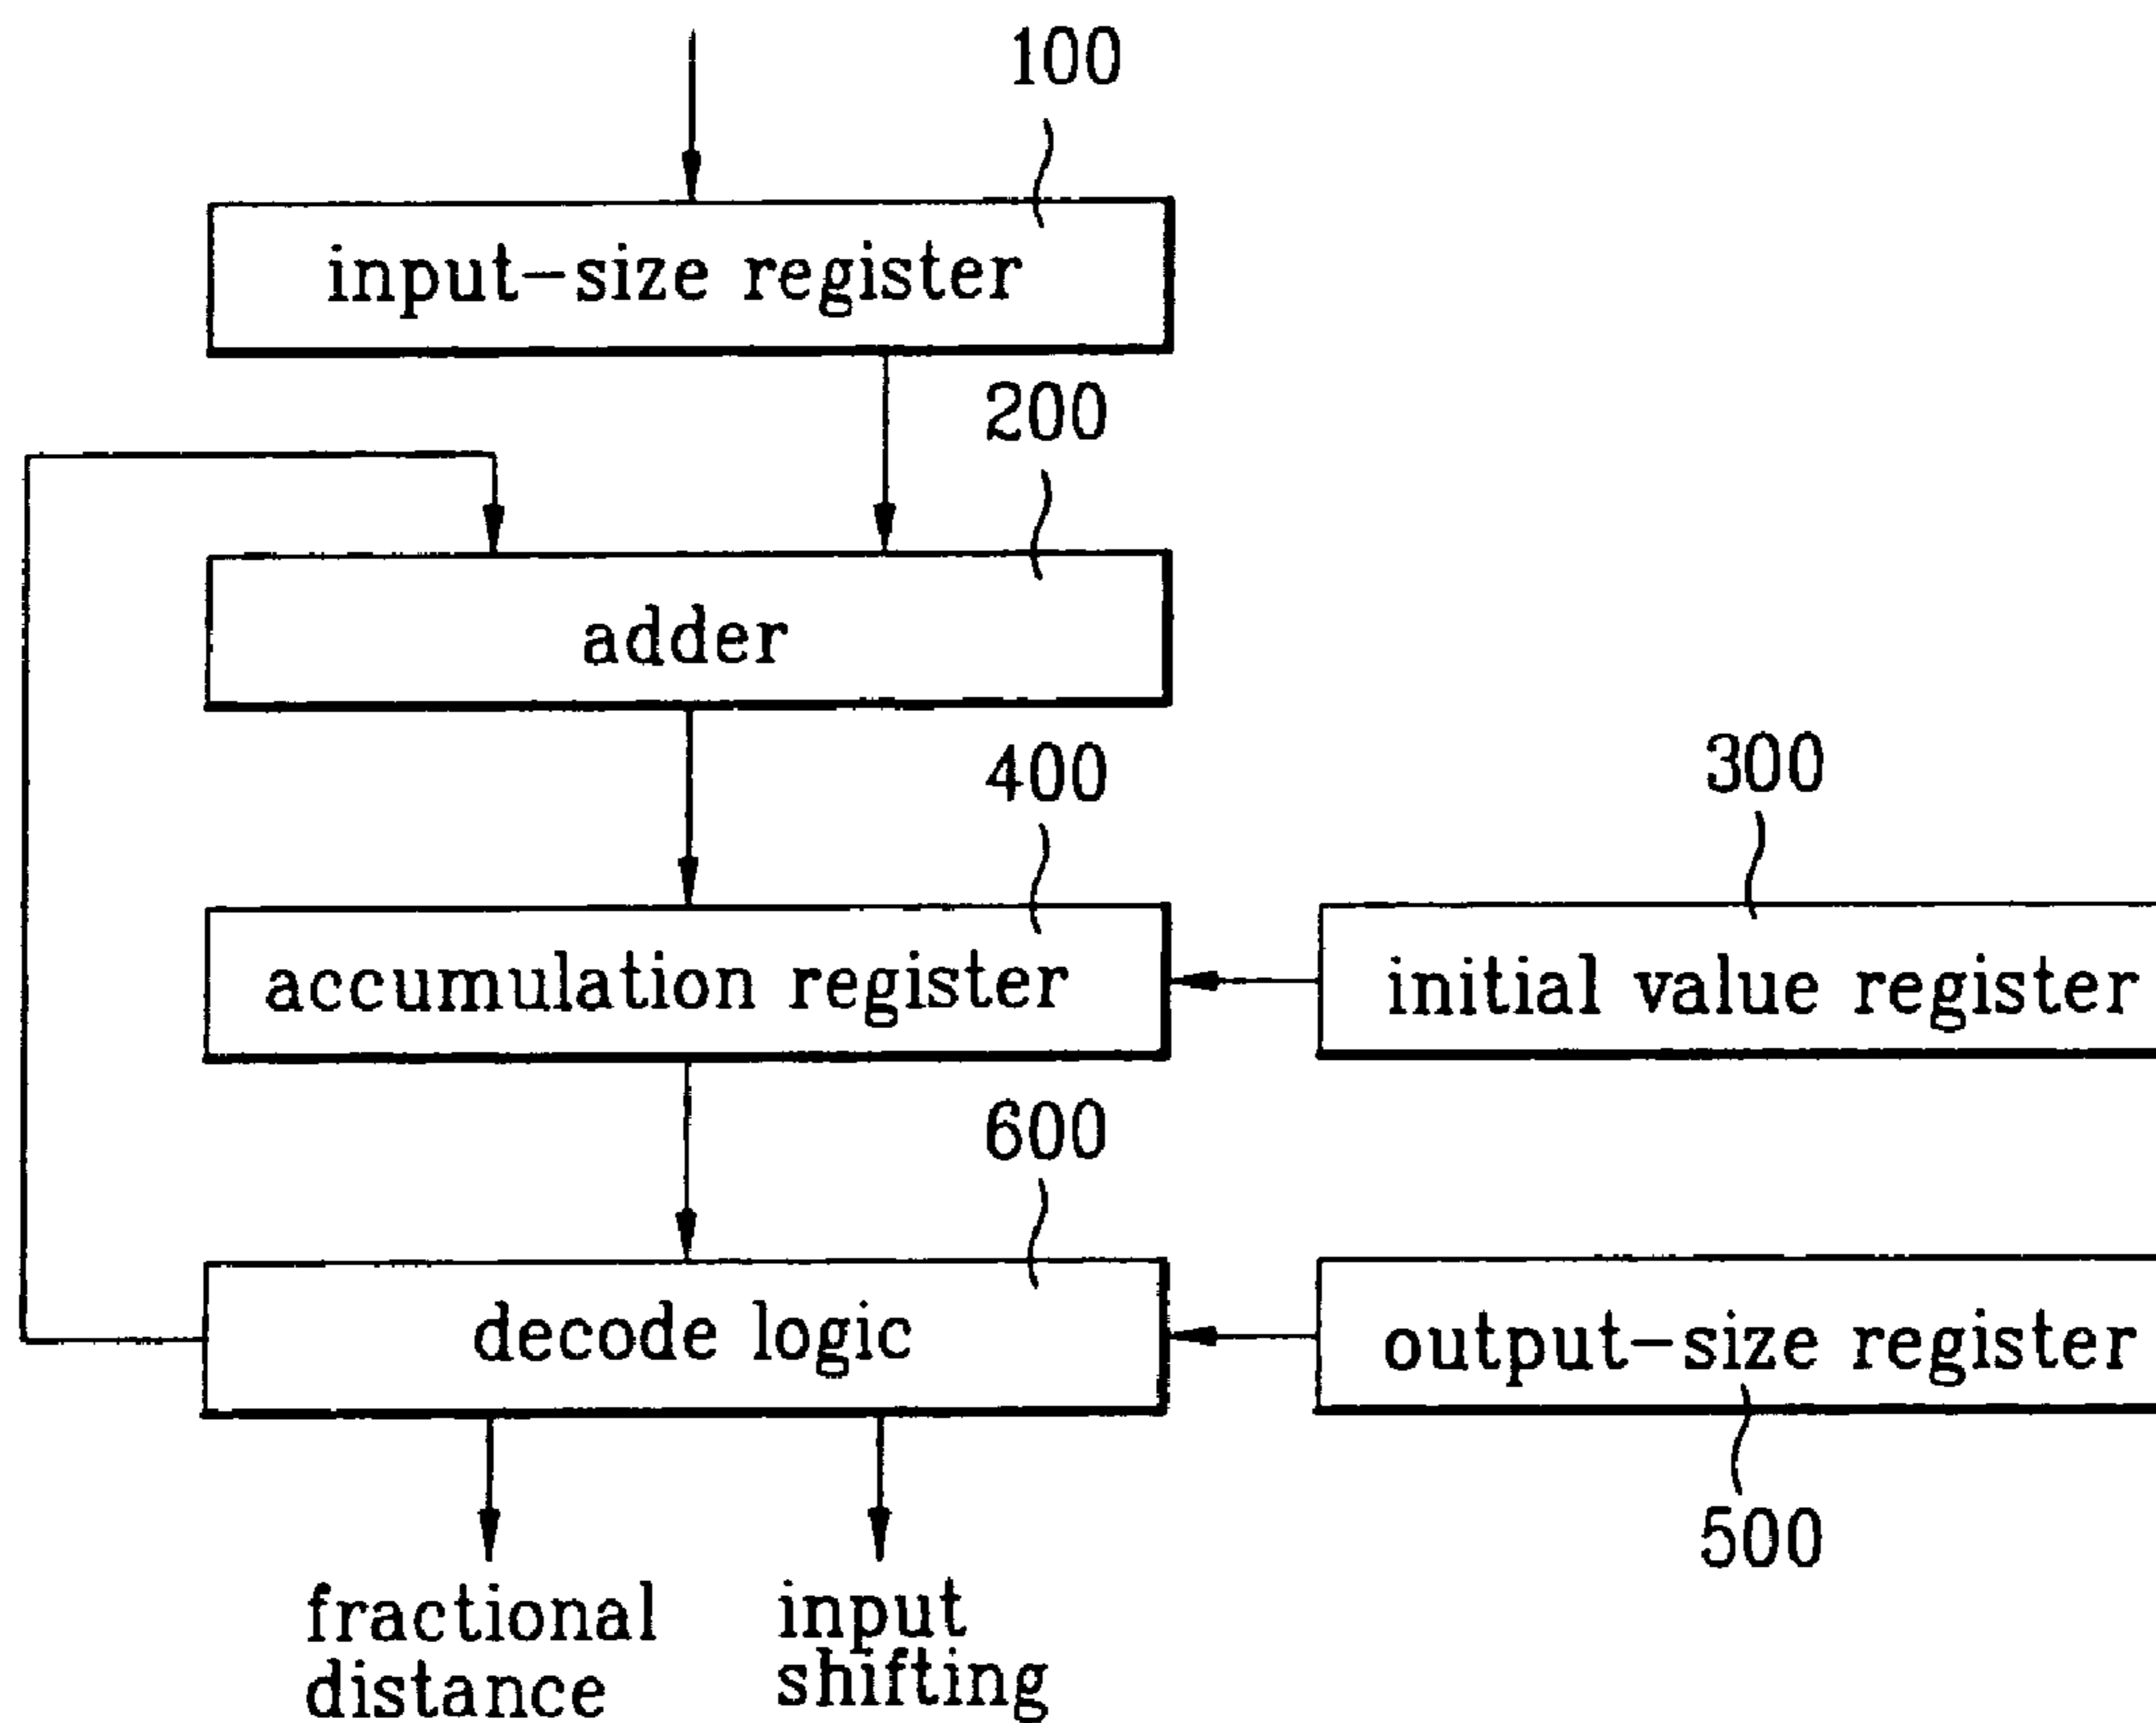 100
input-size register
200
adder
400
300
accumulation register
initial value register
600
decode logic
output-size register
500
fractional
distance
input
shifting